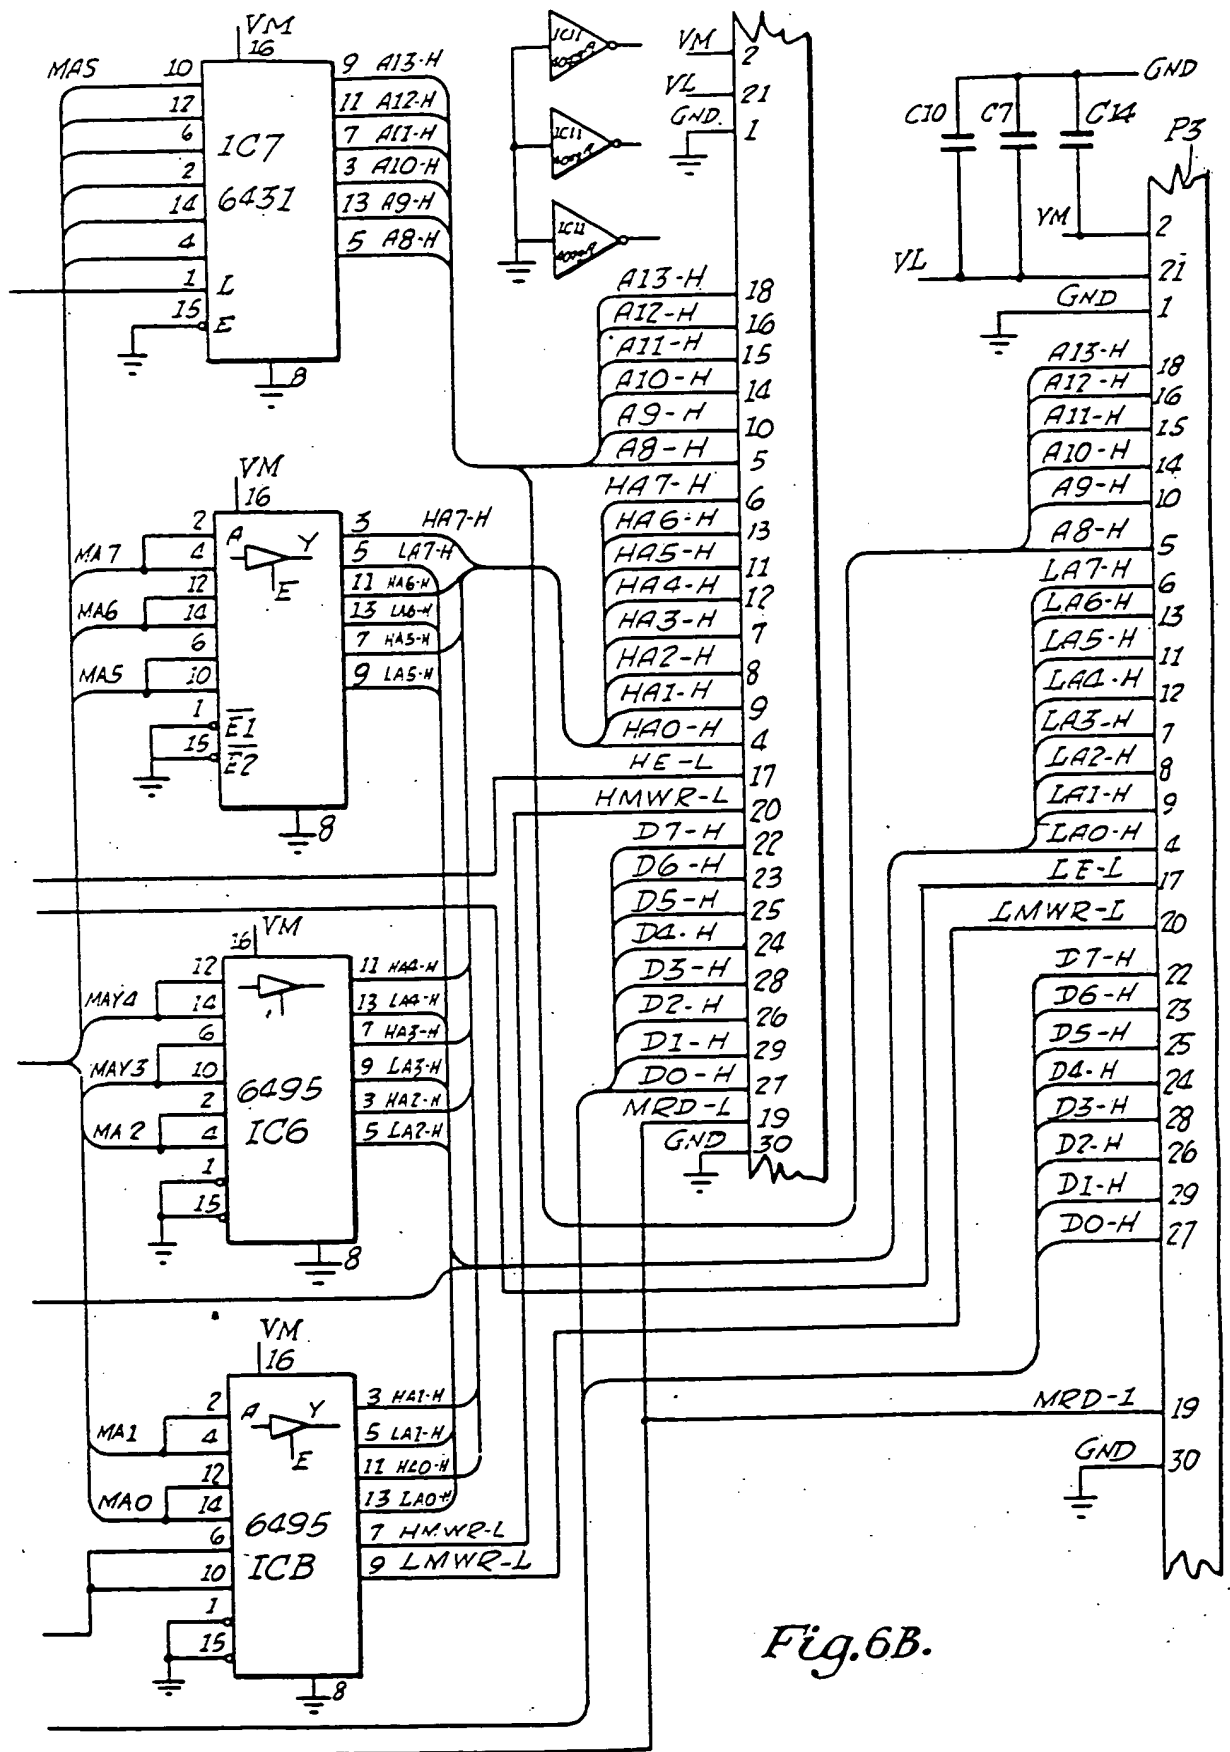 VM
16
MA5
10
12
6
2
14
4
1 L
15 E
IC7
6431
9 A13-H
11 A12-H
7 A11-H
3 A10-H
13 A9-H
5 A8-H
8
IC11
IC11
IC11
VM
2
VL
21
GND.
1
A13-H 18
A12-H 16
A11-H 15
A10-H 14
A9-H 10
A8-H 5
HA7-H 6
HA6-H 13
HA5-H 11
HA4-H 12
HA3-H 7
HA2-H 8
HA1-H 9
HA0-H 4
HE-L 17
HMWR-L 20
D7-H 22
D6-H 23
D5-H 25
D4-H 24
D3-H 28
D2-H 26
D1-H 29
D0-H 27
MRD-L 19
GND 30
VM
16
A Y
E
MA7
2
4
MA6
12
14
MA5
6
10
1 E1
15 E2
3 HA7-H
5 LA7-H
11 HA6-H
13 LA6-H
7 HA5-H
9 LA5-H
8
16 VM
MAY4
12
14
MAY3
6
10
MA2
2
4
1
15
6495
IC6
11 HA4-H
13 LA4-H
7 HA3-H
9 LA3-H
3 HA2-H
5 LA2-H
8
VM
16
A Y
E
MA1
2
4
MA0
12
14
6
10
1
15
6495
ICB
3 HA1-H
5 LA1-H
11 HA0-H
13 LA0-H
7 HMWR-L
9 LMWR-L
8
GND
C10 C7 C14
P3
VM
2
VL
21
GND
1
A13-H 18
A12-H 16
A11-H 15
A10-H 14
A9-H 10
A8-H 5
LA7-H 6
LA6-H 13
LA5-H 11
LA4-H 12
LA3-H 7
LA2-H 8
LA1-H 9
LA0-H 4
LE-L 17
LMWR-L 20
D7-H 22
D6-H 23
D5-H 25
D4-H 24
D3-H 28
D2-H 26
D1-H 29
D0-H 27
MRD-1 19
GND 30
Fig.6B.